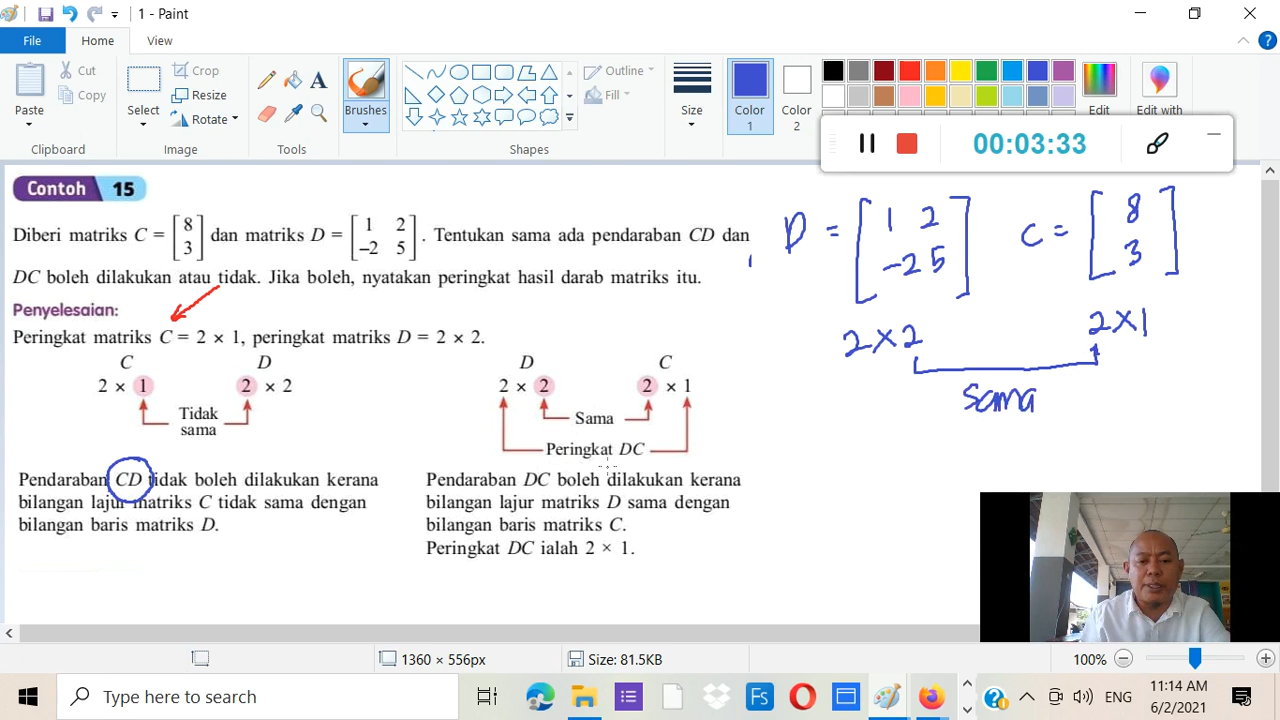 1 - Paint
File Home View
Paste Cut Copy Select Crop Resize Rotate Brushes Outline Fill Size Color 1 Color 2 Edit Edit with
Clipboard Image Tools Shapes
00:03:33
Contoh 15
Diberi matriks C = [8 3] dan matriks D = [1 2 -2 5]. Tentukan sama ada pendaraban CD dan
DC boleh dilakukan atau tidak. Jika boleh, nyatakan peringkat hasil darab matriks itu.
Penyelesaian:
Peringkat matriks C = 2 × 1, peringkat matriks D = 2 × 2.
C D
2 × 1 2 × 2
Tidak
sama
D C
2 × 2 2 × 1
Sama
Peringkat DC
Pendaraban CD tidak boleh dilakukan kerana
bilangan lajur matriks C tidak sama dengan
bilangan baris matriks D.
Pendaraban DC boleh dilakukan kerana
bilangan lajur matriks D sama dengan
bilangan baris matriks C.
Peringkat DC ialah 2 × 1.
D = [1 2 -2 5] C = [8 3]
2×2 2×1
Sama
1360 × 556px Size: 81.5KB 100%
Type here to search
Fs
ENG
11:14 AM
6/2/2021